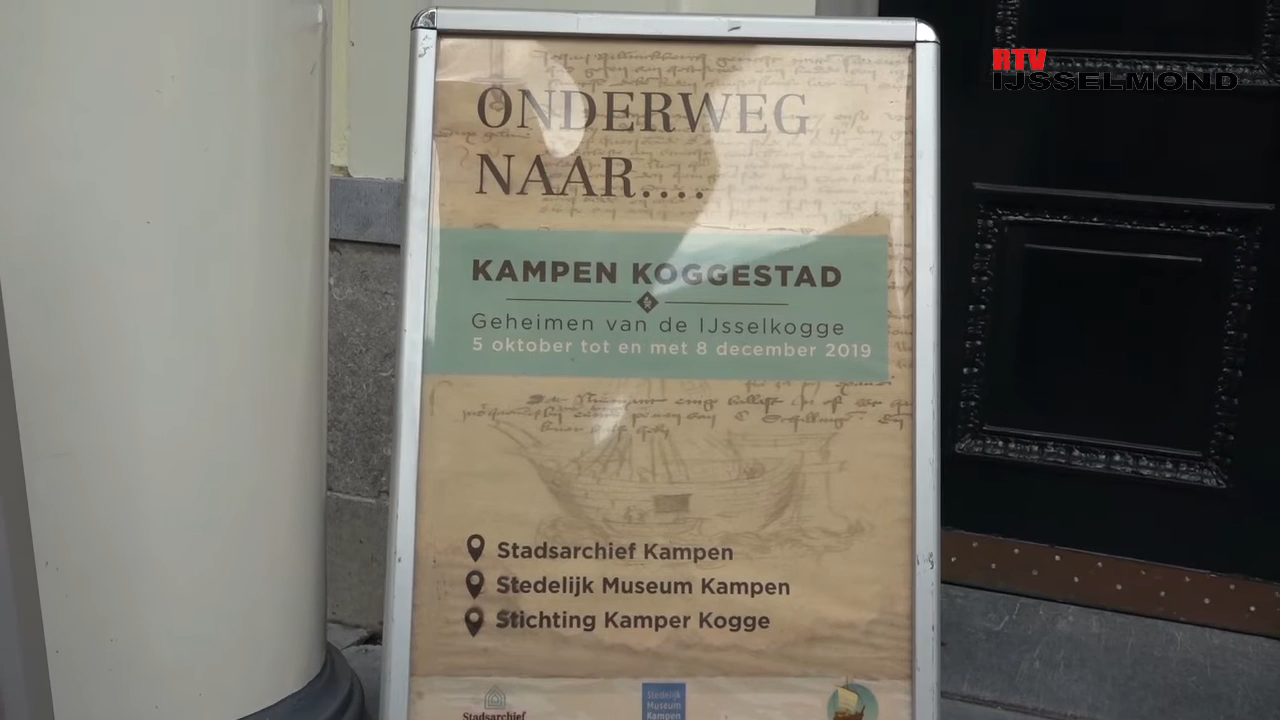 RTV
IJSSELMOND
ONDERWEG
NAAR....
KAMPEN KOGGESTAD
Geheimen van de IJsselkogge
5 oktober tot en met 8 december 2019
Stadsarchief Kampen
Stedelijk Museum Kampen
Stichting Kamper Kogge
Stadsarchief
Stedelijk
Museum
Kampen